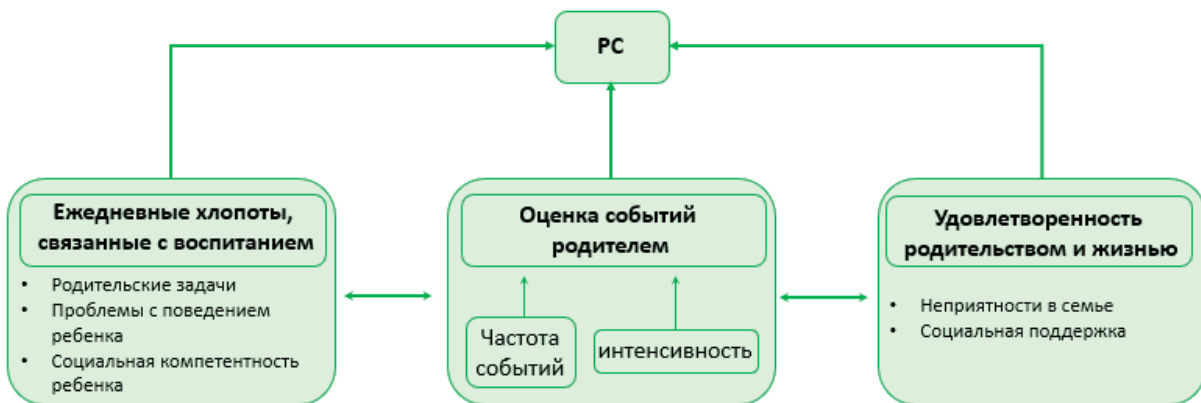 РС
Ежедневные хлопоты,
связанные с воспитанием
• Родительские задачи
• Проблемы с поведением
ребенка
• Социальная компетентность
ребенка
Оценка событий
родителем
Частота
событий
интенсивность
Удовлетворенность
родительством и жизнью
• Неприятности в семье
• Социальная поддержка